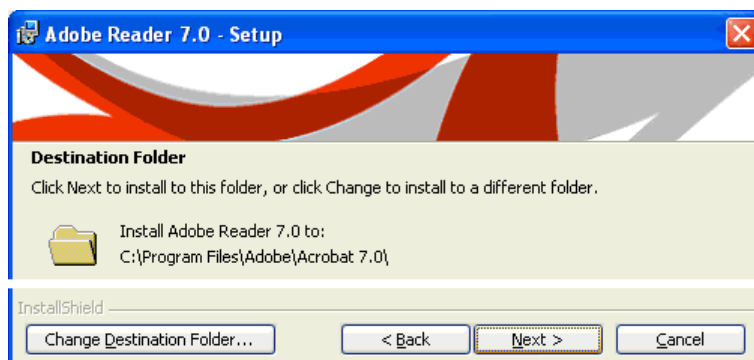 Adobe Reader 7.0 - Setup
Destination Folder
Click Next to install to this folder, or click Change to install to a different folder.
Install Adobe Reader 7.0 to:
C:\Program Files\Adobe\Acrobat 7.0\
InstallShield
Change Destination Folder... < Back Next > Cancel